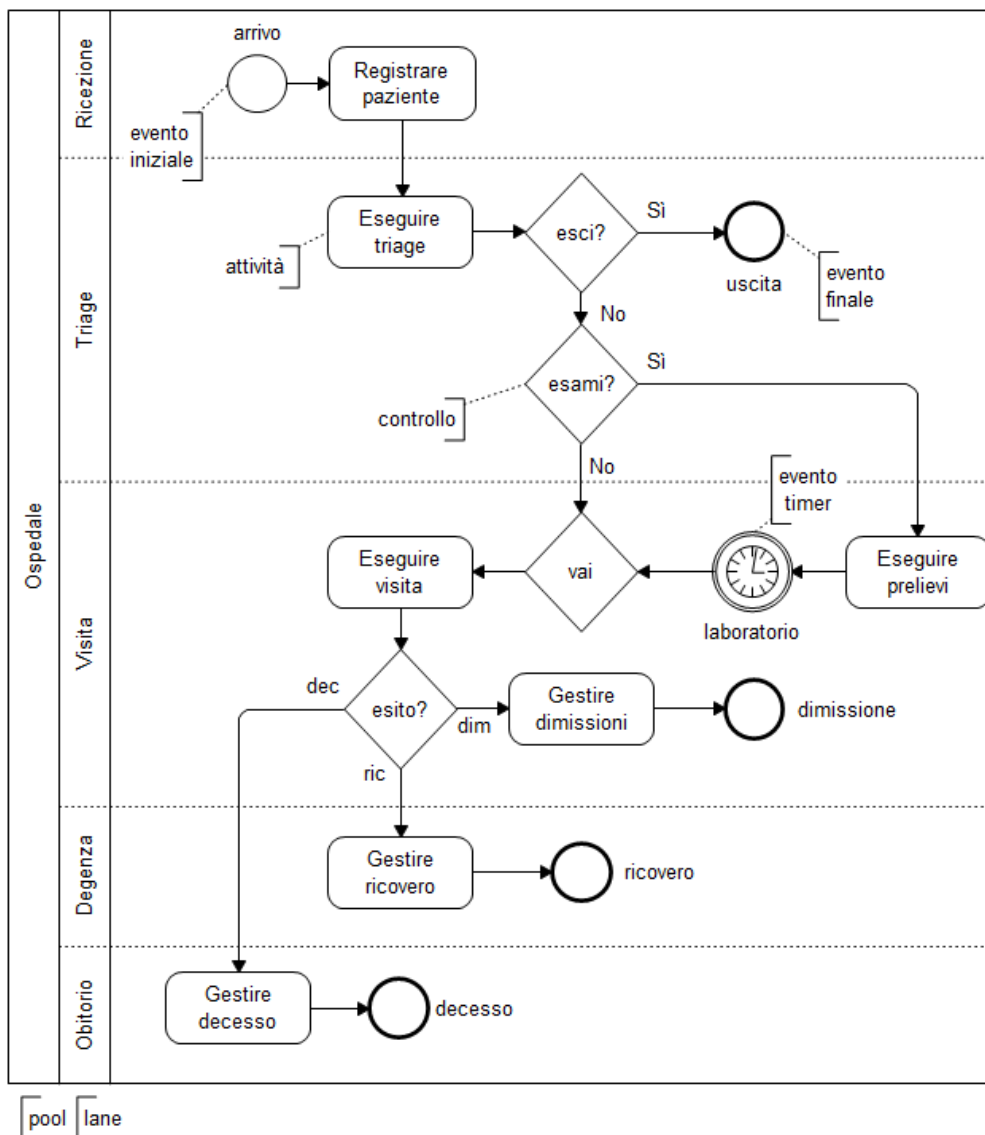 Ospedale
Ricezione
arrivo
Registrare
paziente
evento
iniziale
Triage
Eseguire
triage
attività
esci?
Sì
No
uscita
evento
finale
esami?
Sì
No
controllo
Visita
evento
timer
Eseguire
visita
vai
laboratorio
Eseguire
prelievi
dec
esito?
dim
ric
Gestire
dimissioni
dimissione
Degenza
Gestire
ricovero
ricovero
Obitorio
Gestire
decesso
decesso
pool
lane